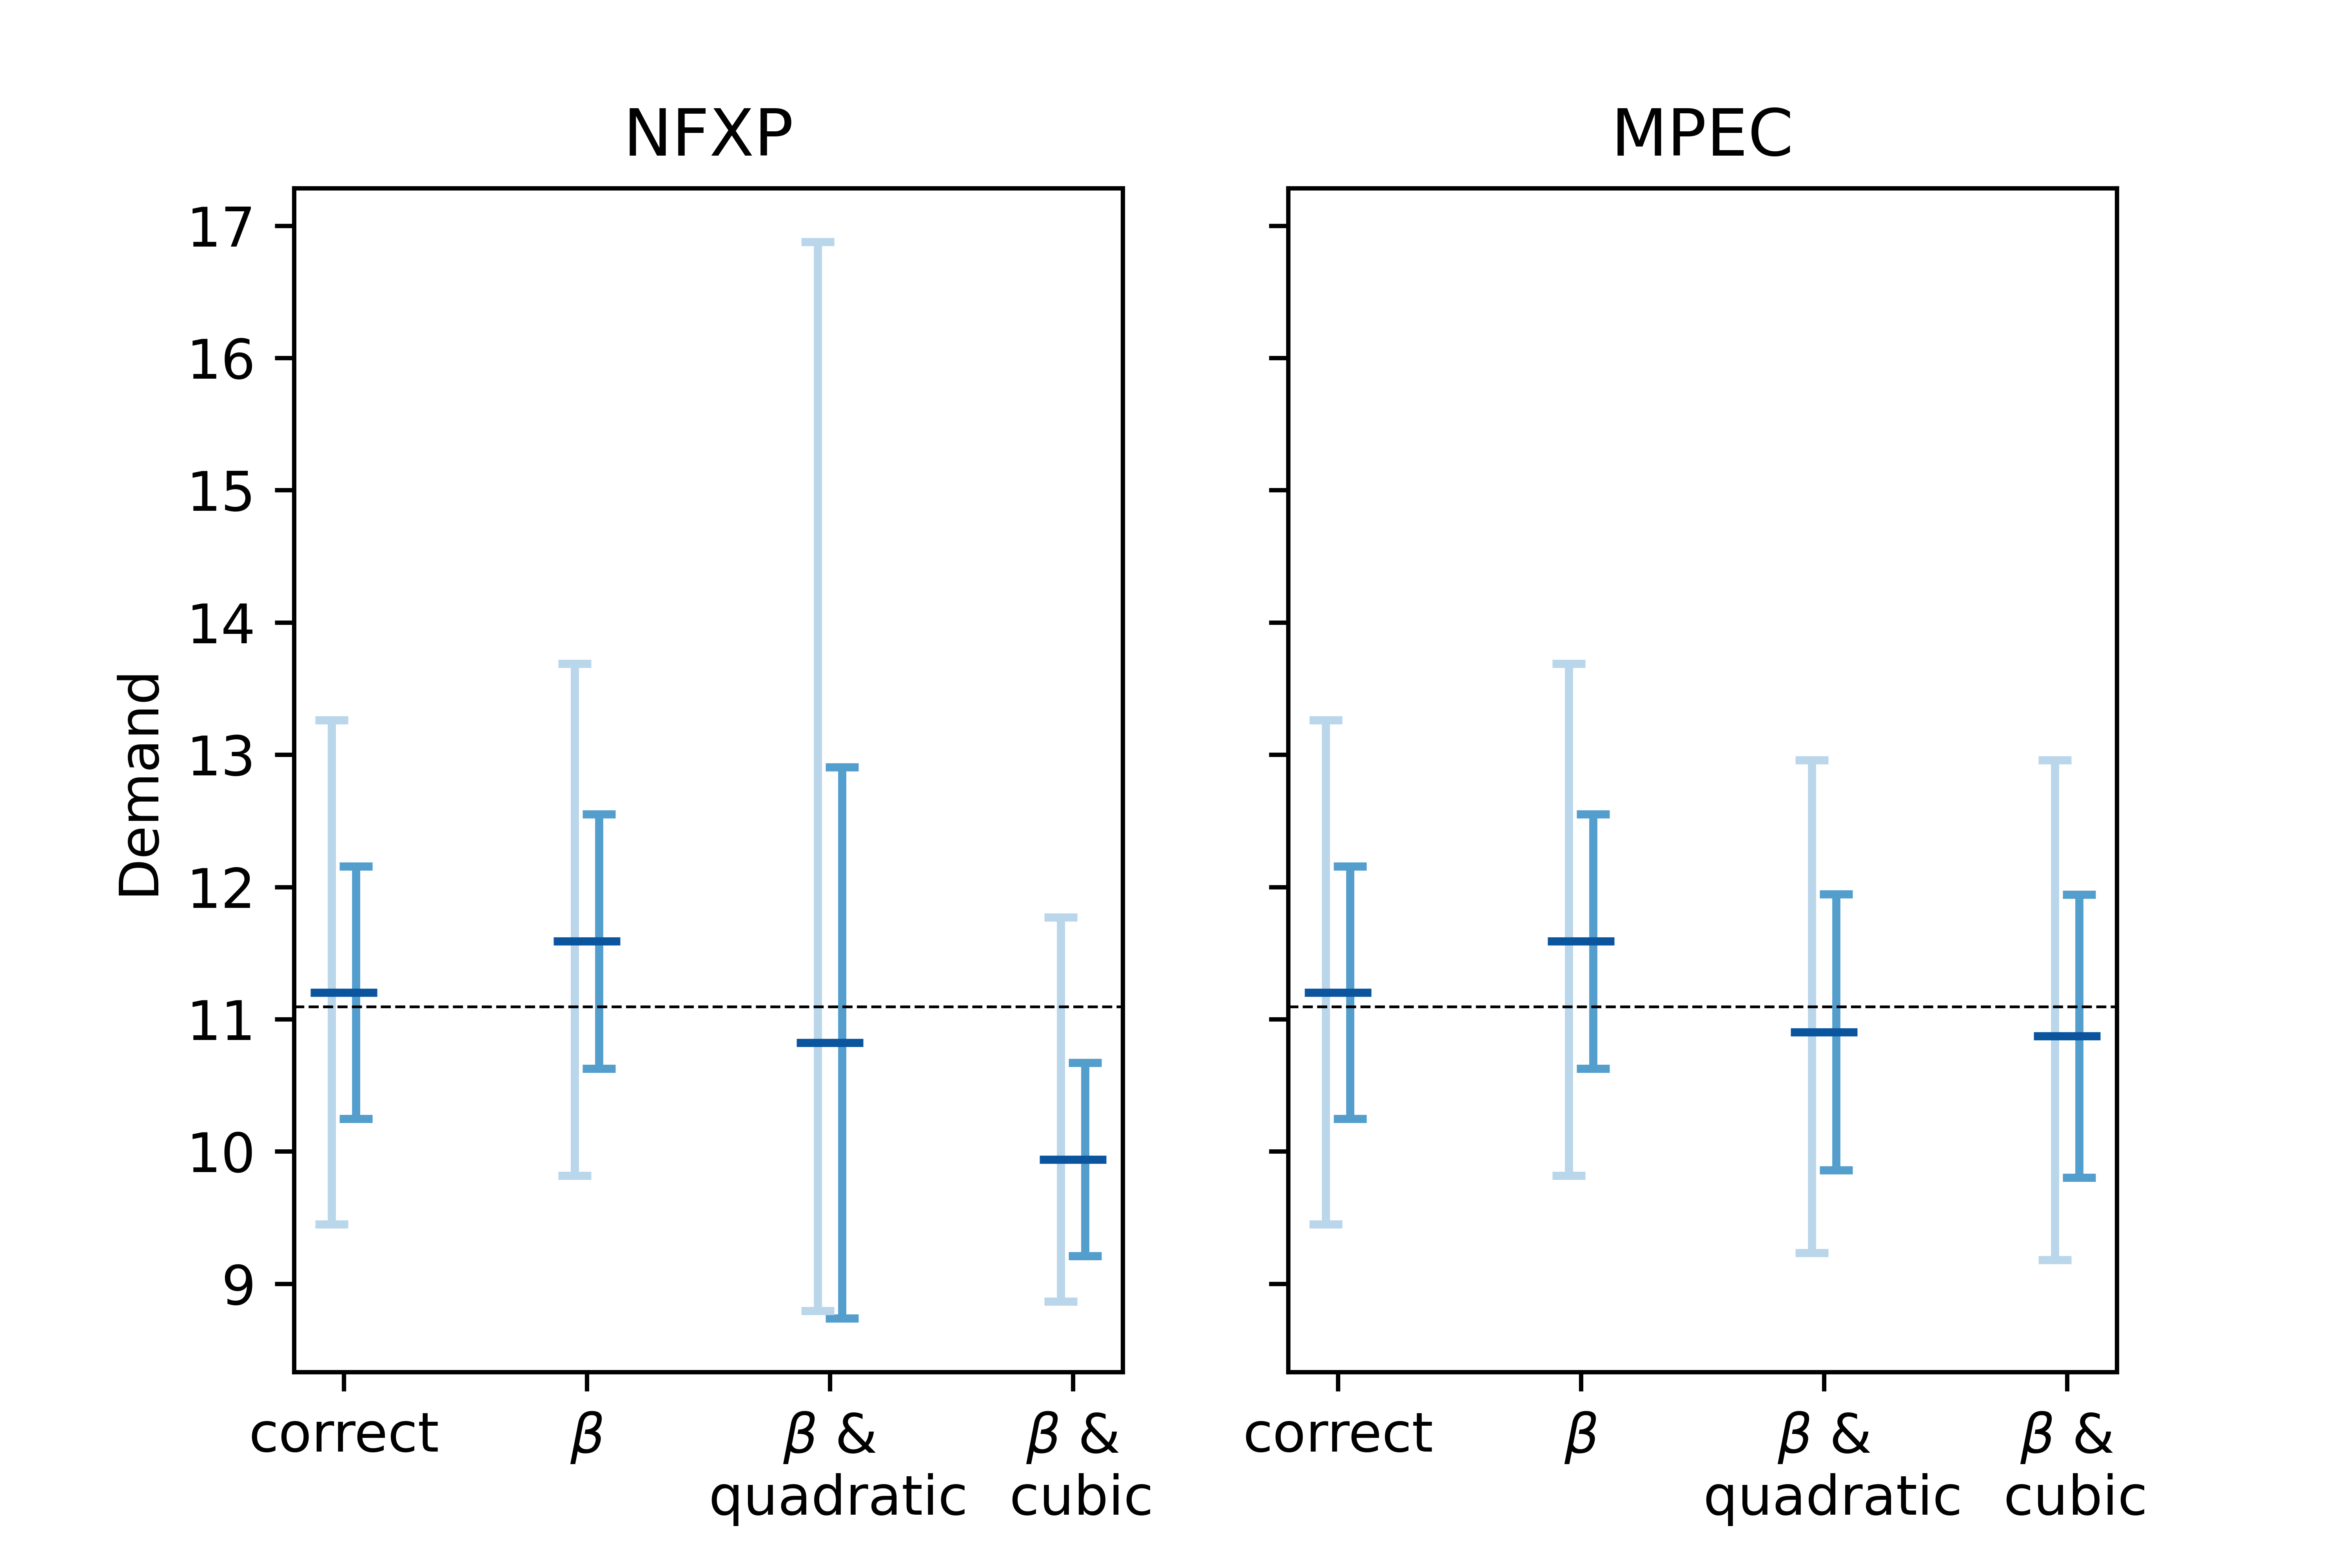 NFXP
MPEC
17
16
15
14
13
12
11
10
9
Demand
correct
β
β &
quadratic
β &
cubic
correct
β
β &
quadratic
β &
cubic